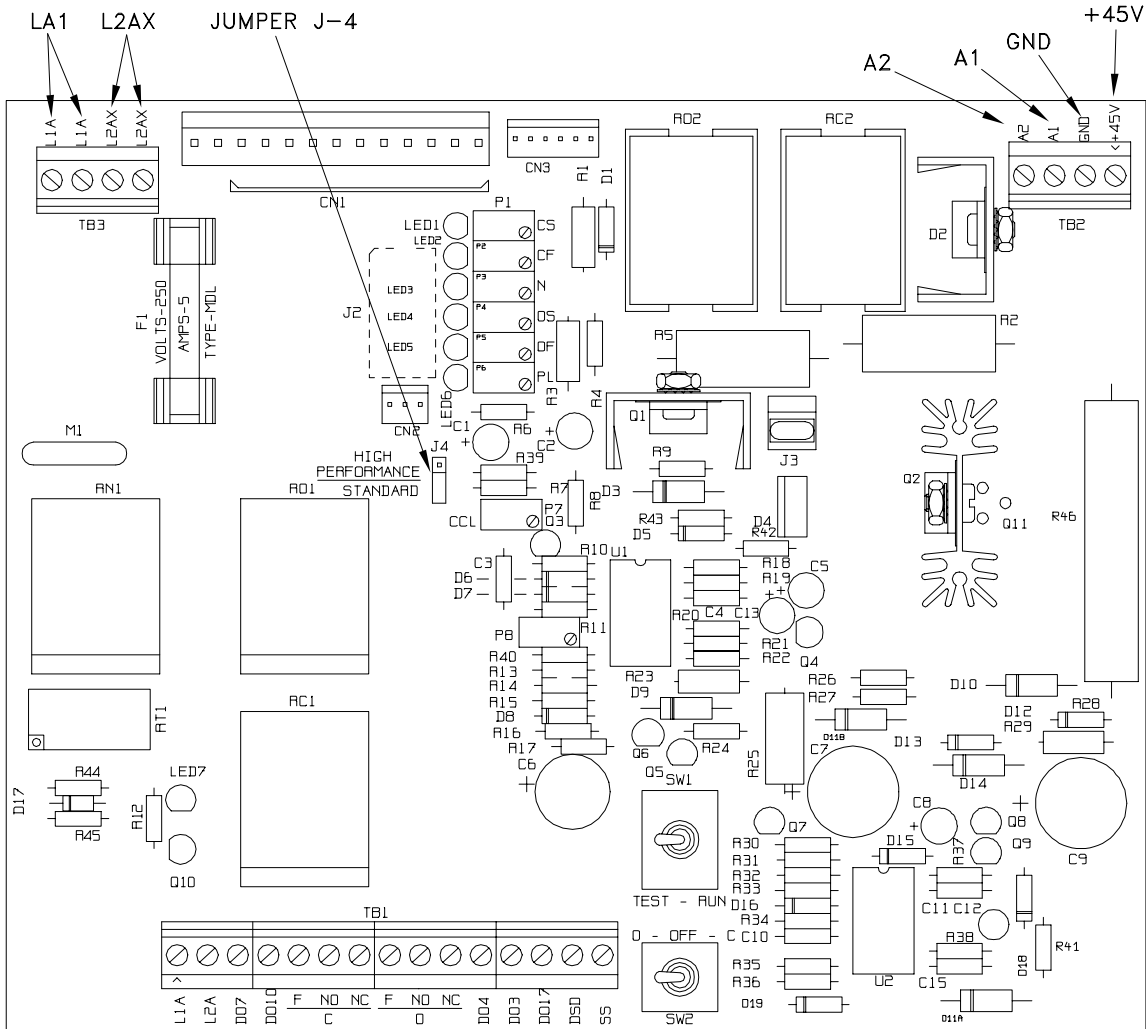 LA1 L2AX JUMPER J-4
+45V
GND
A1
A2
L1A L1A L2AX L2AX
A2 A1 GND <+45V
RO2 RC2
CN3 R1 D1
TB3 CN1 TB2
P1
LED1 CS
LED2
P2 CF
D2
LED3 P3 N
J2 LED4 P4 OS
LED5 P5 OF
P6 PL
LED6
F1
VOLTS-250
AMPS-5
TYPE-MDL
R5 R2
R3 R4
CN2 C1 R6 C2 Q1
M1
J4
HIGH
PERFORMANCE
STANDARD
R39 R9 J3
RN1 RO1
R7 R8 D3 Q2 Q11 R46
CCL P7
Q3 R43 D4
D5 R42
C3 R10 U1 R18 C5
D6 R19
D7
R20 C4 C13
P8 R11 R21 Q4
R40 R22
R13 R23 R26 D10
R14 D9 R27
RC1 R15 D12 R28
D8 D11B D13 R29
RT1 R16 Q6 R24
R17 Q5 R25 C7
C6 SW1 D14
R44 LED7
D17 R12 C8
R45 Q7 Q8
Q10 R30 D15 R37 Q9
R31 C9
R32
R33
TEST - RUN D16 C11 C12
TB1 R34
O - OFF - C C10 R38 R41
R35 D18
R36 U2 C15
D19 D11A
SW2
L1A L2A DO7 DO10 F NO NC F NO NC DO4 DO3 DO17 DSD SS
C O